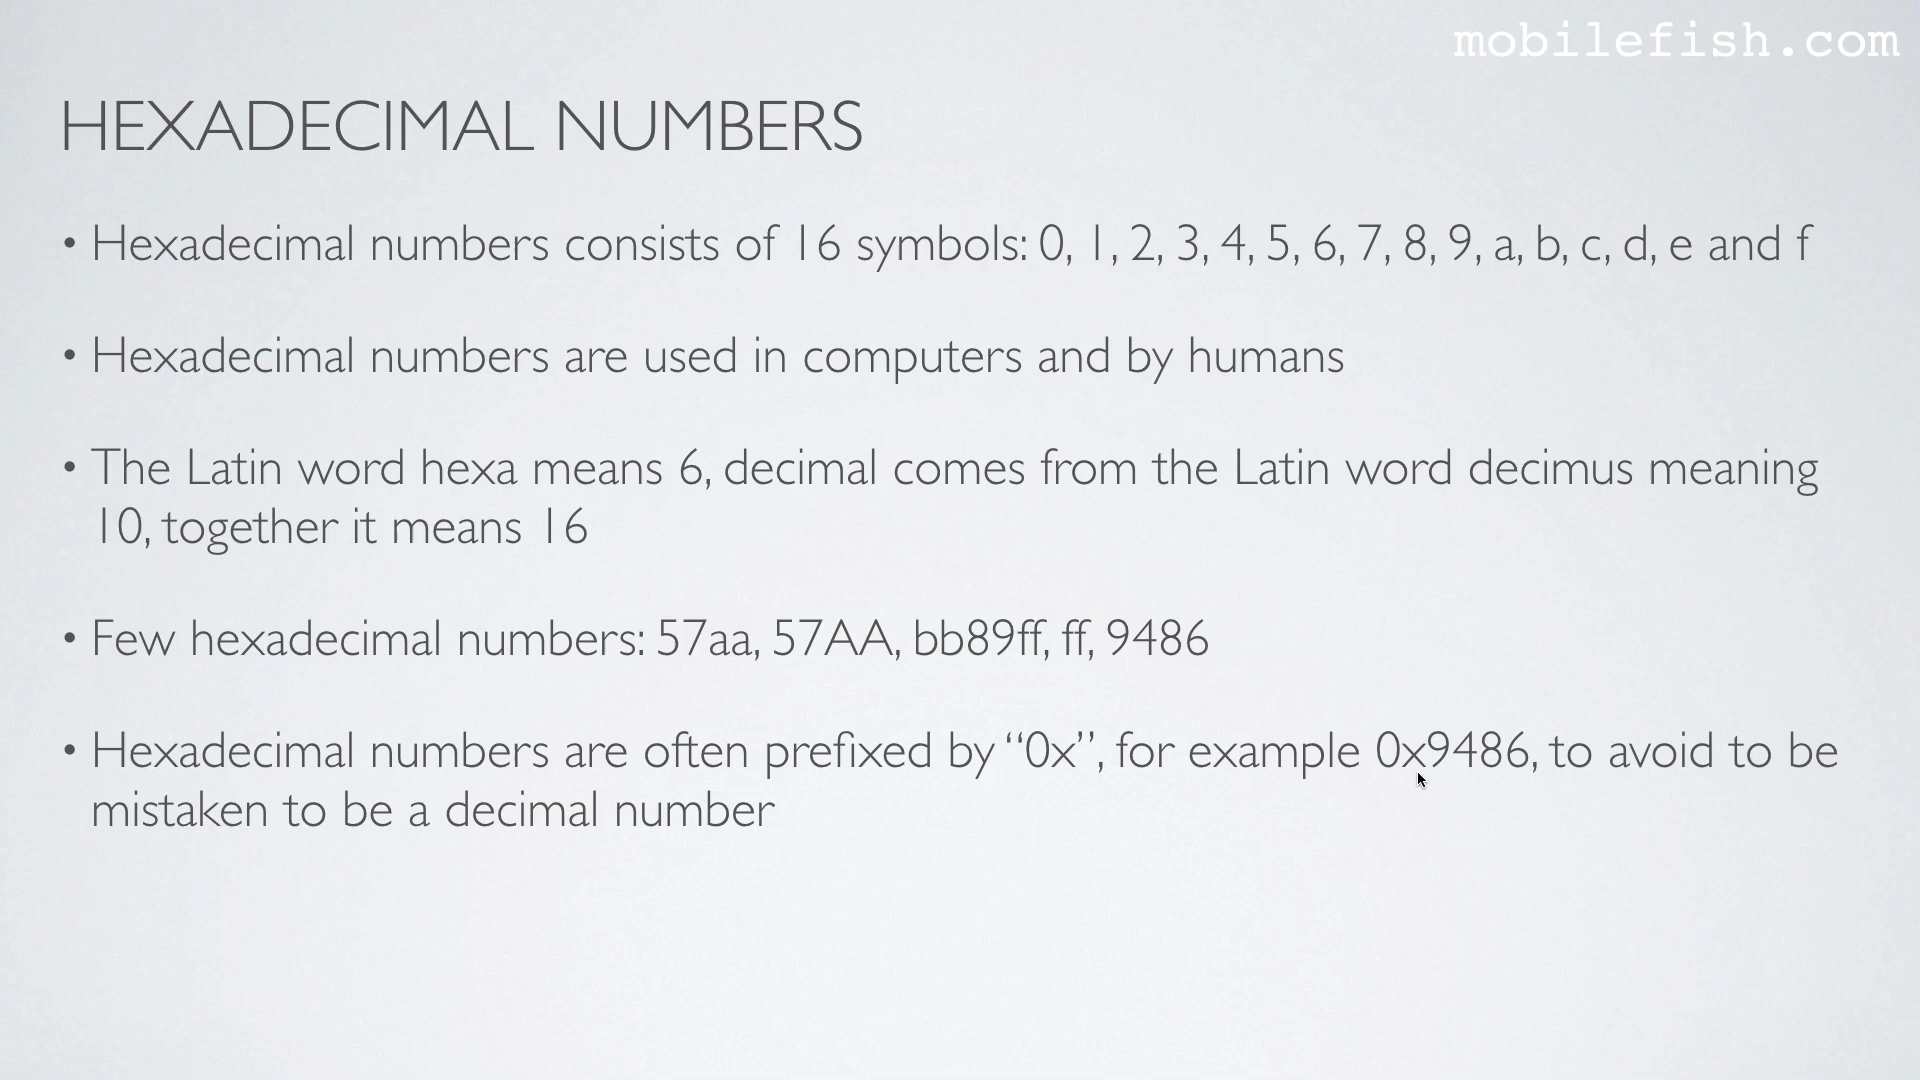 mobilefish.com
HEXADECIMAL NUMBERS
• Hexadecimal numbers consists of 16 symbols: 0, 1, 2, 3, 4, 5, 6, 7, 8, 9, a, b, c, d, e and f
• Hexadecimal numbers are used in computers and by humans
• The Latin word hexa means 6, decimal comes from the Latin word decimus meaning
10, together it means 16
• Few hexadecimal numbers: 57aa, 57AA, bb89ff, ff, 9486
• Hexadecimal numbers are often prefixed by “0x”, for example 0x9486, to avoid to be
mistaken to be a decimal number